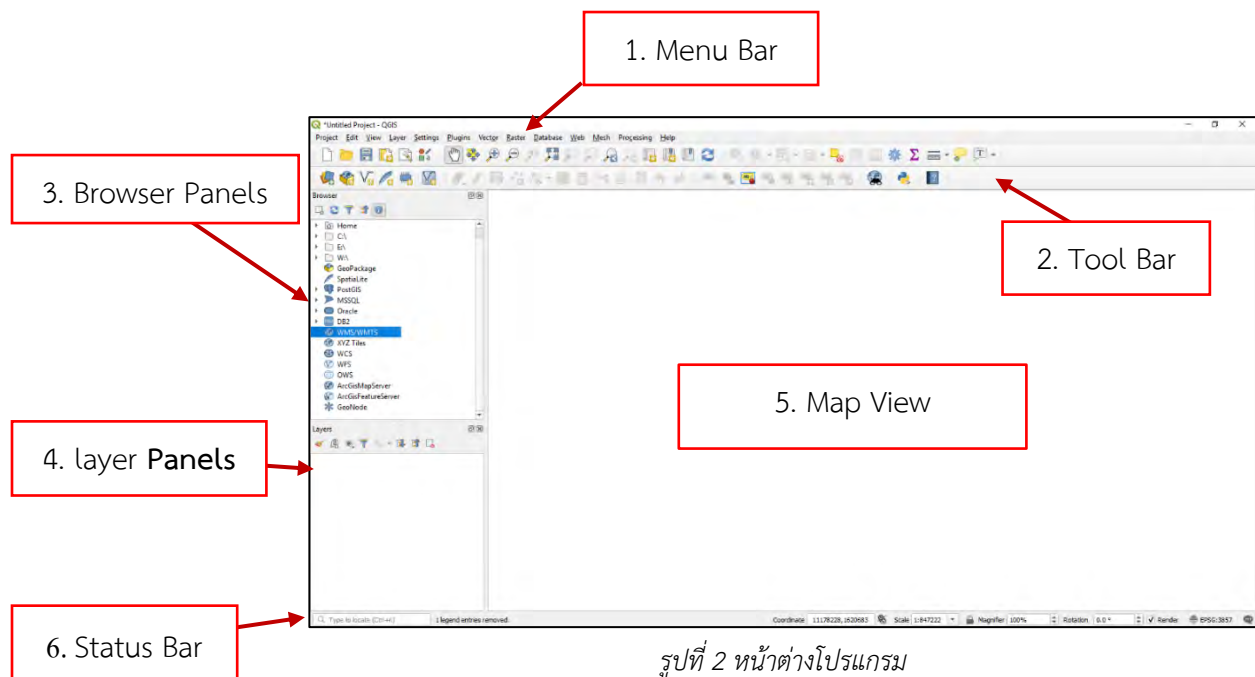 1. Menu Bar
*Untitled Project - QGIS
Project Edit View Layer Settings Plugins Vector Raster Database Web Mesh Processing Help
3. Browser Panels
2. Tool Bar
Browser
Home
C:\
E:\
W:\
GeoPackage
SpatiaLite
PostGIS
MSSQL
Oracle
DB2
WMS/WMTS
XYZ Tiles
WCS
WFS
OWS
ArcGisMapServer
ArcGisFeatureServer
GeoNode
5. Map View
Layers
4. layer Panels
6. Status Bar
Type to locate (Ctrl+K) 1 legend entries removed. Coordinate 11178228,1620683 Scale 1:847222 Magnifier 100% Rotation 0.0 ° Render EPSG:3857
รูปที่ 2 หน้าต่างโปรแกรม